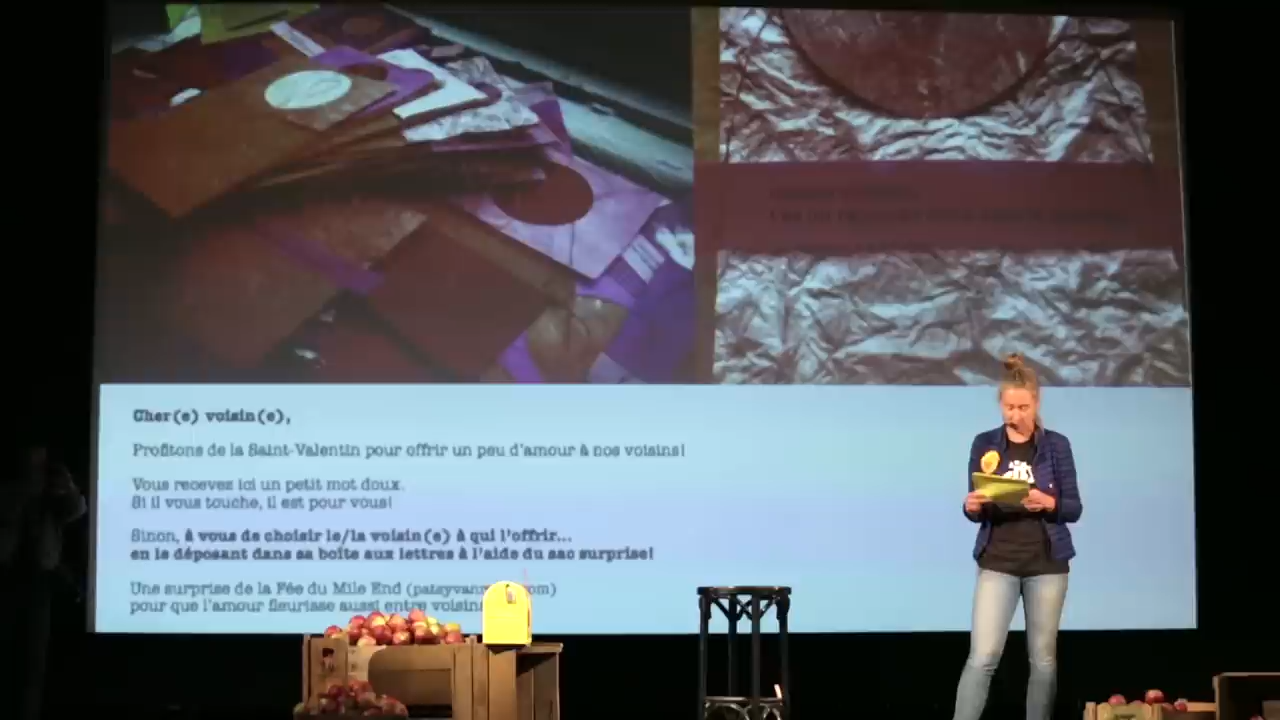 Cher(e) voisin(e),
Profitons de la Saint-Valentin pour offrir un peu d'amour à nos voisins!
Vous recevez ici un petit mot doux.
Si il vous touche, il est pour vous!
Sinon, à vous de choisir le/la voisin(e) à qui l'offrir...
en le déposant dans sa boîte aux lettres à l'aide du sac surprise!
Une surprise de la Fée du Mile End
pour que l'amour fleurisse aussi entre